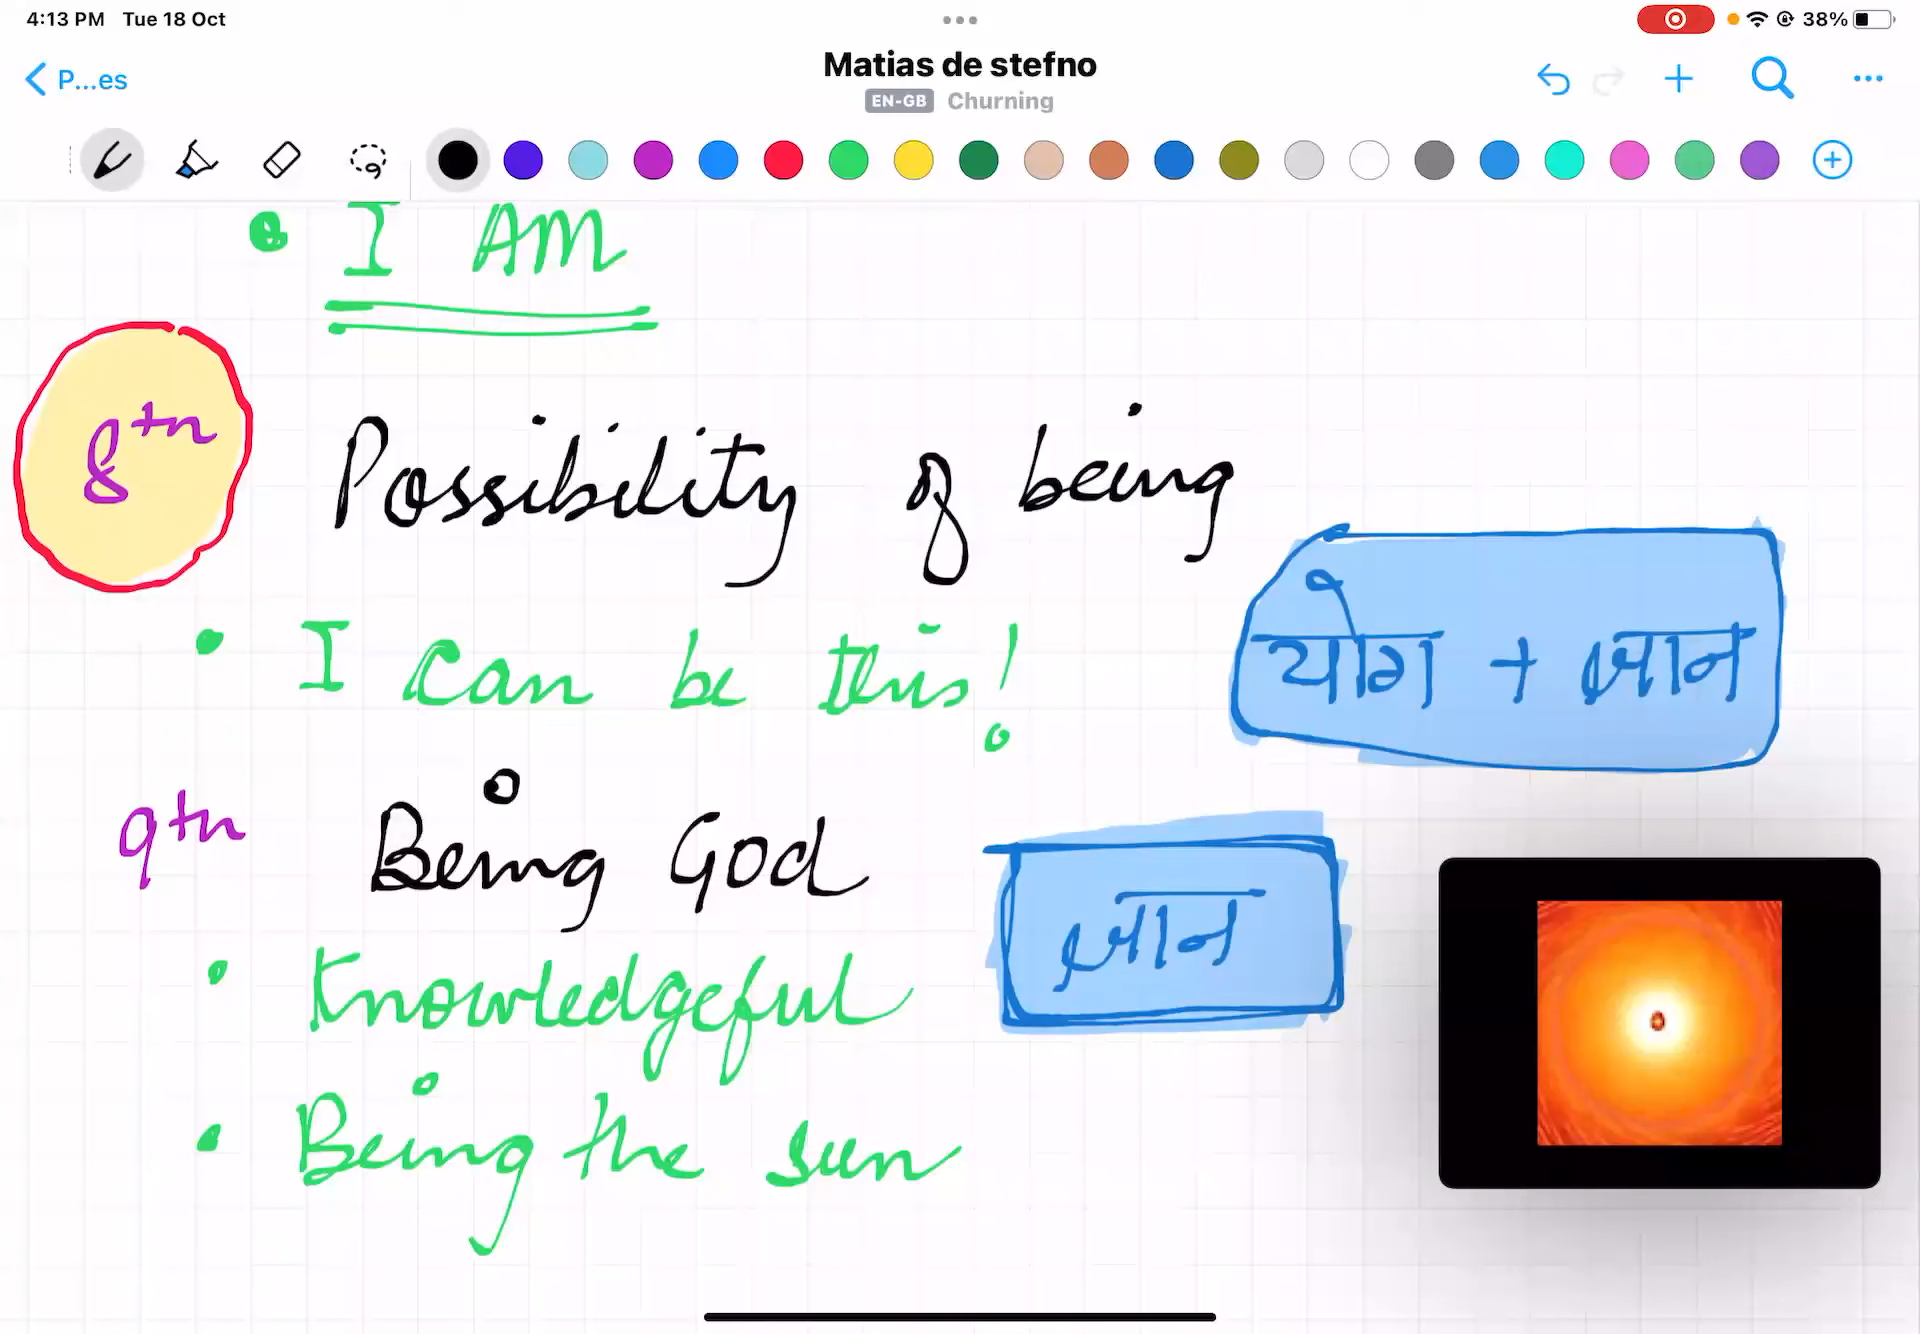 4:13 PM Tue 18 Oct
38%
P...es
Matias de stefno
EN-GB Churning
• I AM
8th Possibility of being
• I can be this!
योग + ज्ञान
9th Being God
ज्ञान
• Knowledgeful
• Being the sun